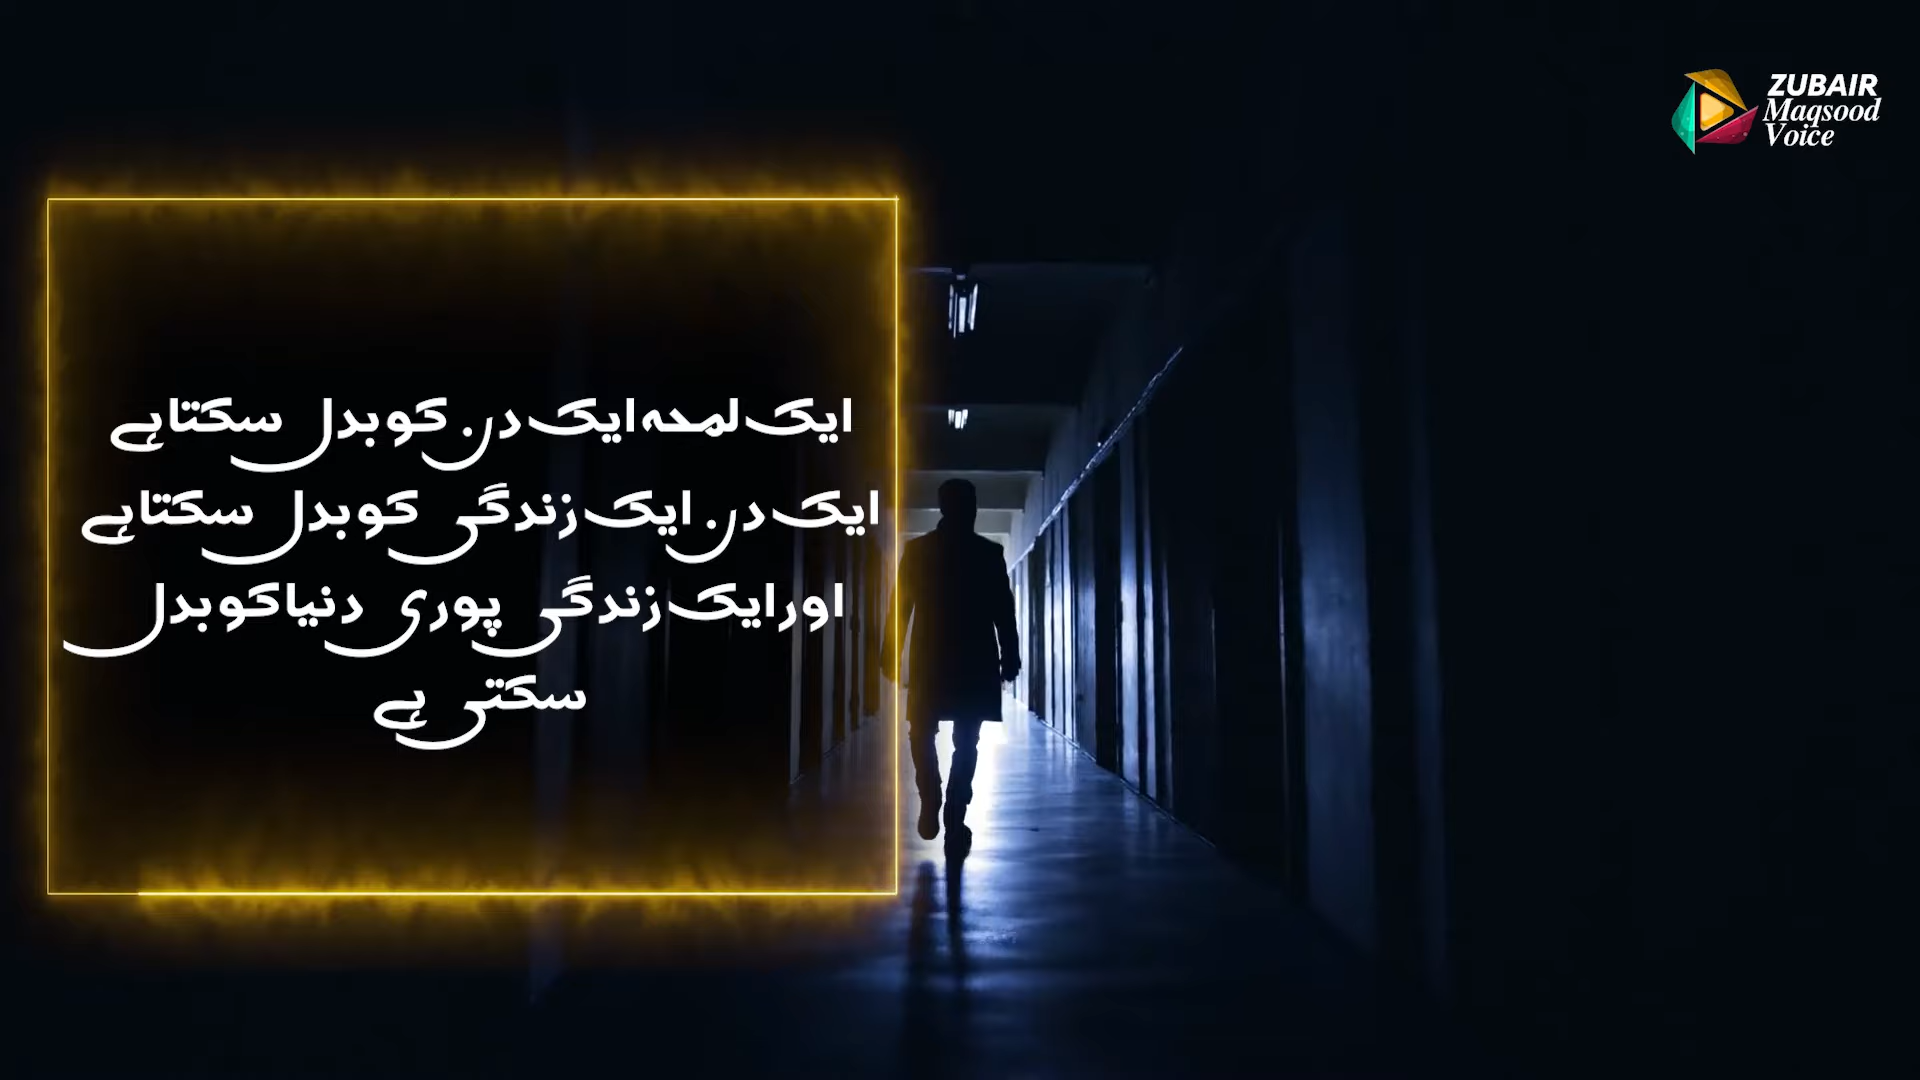 ZUBAIR
Maqsood
Voice
ایک لمحہ ایک دن کو بدل سکتا ہے
ایک دن ایک زندگی کو بدل سکتا ہے
اور ایک زندگی پوری دنیا کو بدل
سکتی ہے